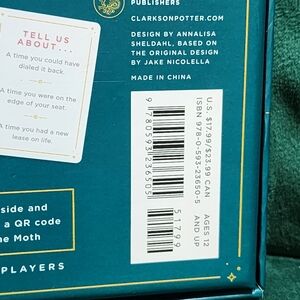 TELL US
ABOUT...
A time you could have
dialed it back.
A time you were on the
edge of your seat.
A time you had a new
lease on life.
PUBLISHERS
CLARKSONPOTTER.COM
DESIGN BY ANNALISA
SHELDAHL, BASED ON
THE ORIGINAL DESIGN
BY JAKE NICOLELLA
MADE IN CHINA
U.S. $17.99/$23.99 CAN
ISBN 978-0-593-23650-5
9 780593 236505
51799
AGES 12
AND UP
side and
a QR code
he Moth
PLAYERS